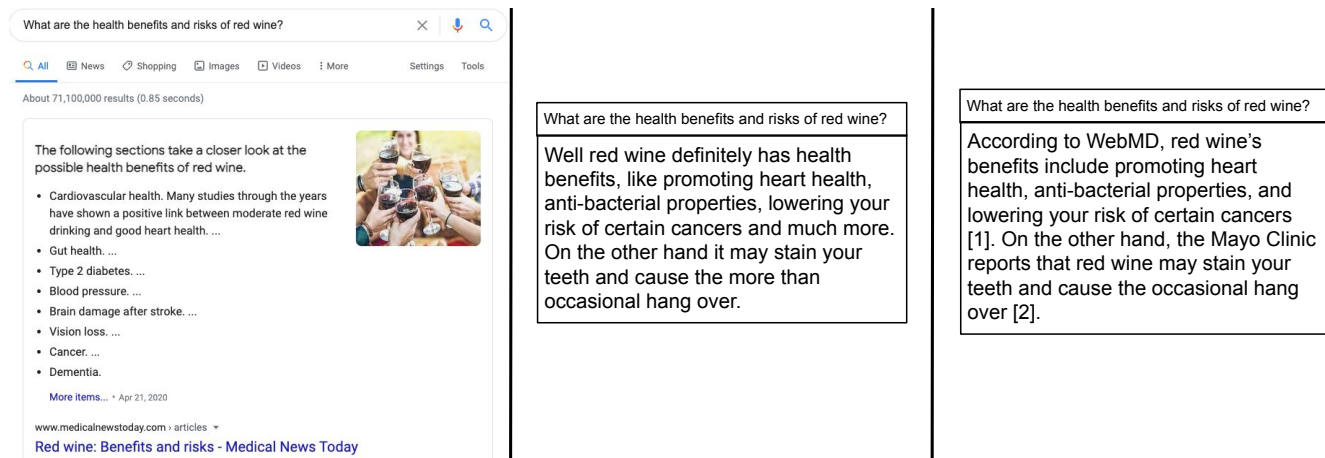 What are the health benefits and risks of red wine?
All News Shopping Images Videos More Settings Tools
About 71,100,000 results (0.85 seconds)
The following sections take a closer look at the
possible health benefits of red wine.
• Cardiovascular health. Many studies through the years
have shown a positive link between moderate red wine
drinking and good heart health. ...
• Gut health. ...
• Type 2 diabetes. ...
• Blood pressure. ...
• Brain damage after stroke. ...
• Vision loss. ...
• Cancer. ...
• Dementia.
More items... • Apr 21, 2020
www.medicalnewstoday.com › articles
Red wine: Benefits and risks - Medical News Today
What are the health benefits and risks of red wine?
Well red wine definitely has health
benefits, like promoting heart health,
anti-bacterial properties, lowering your
risk of certain cancers and much more.
On the other hand it may stain your
teeth and cause the more than
occasional hang over.
What are the health benefits and risks of red wine?
According to WebMD, red wine's
benefits include promoting heart
health, anti-bacterial properties, and
lowering your risk of certain cancers
[1]. On the other hand, the Mayo Clinic
reports that red wine may stain your
teeth and cause the occasional hang
over [2].